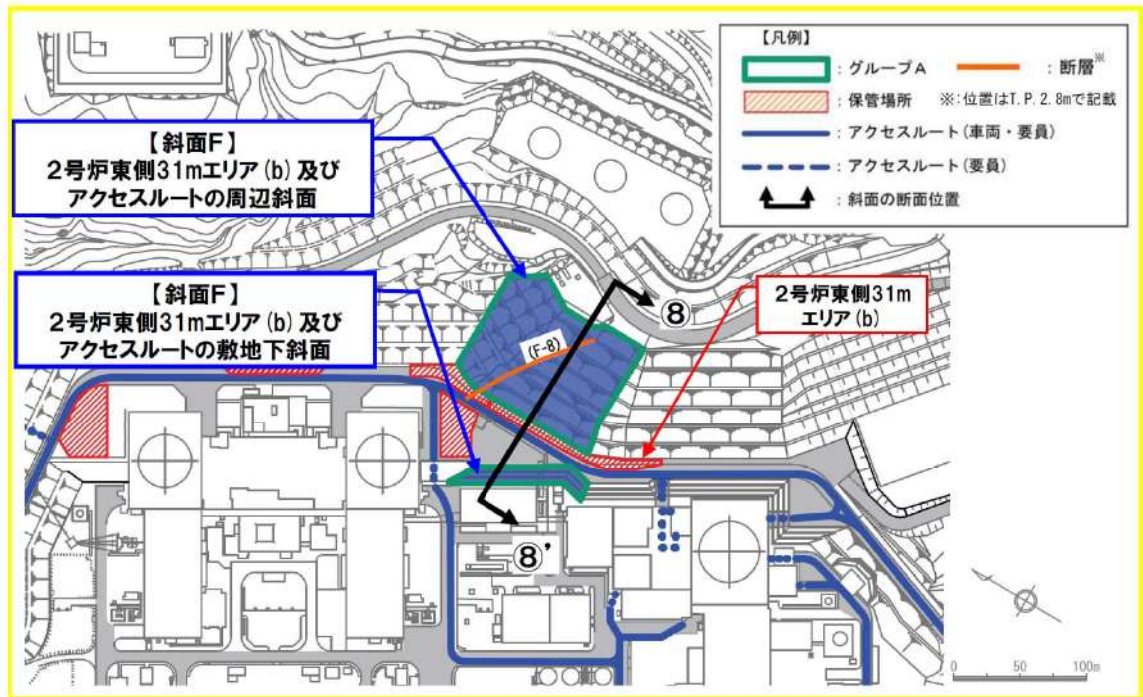 【凡例】
：グループA
：断層※
：保管場所
※：位置はT.P.2.8mで記載
：アクセスルート(車両・要員)
：アクセスルート(要員)
：斜面の断面位置
【斜面F】
2号炉東側31mエリア(b)及び
アクセスルートの周辺斜面
【斜面F】
2号炉東側31mエリア(b)及び
アクセスルートの敷地下斜面
2号炉東側31m
エリア(b)
⑧
(F-8)
⑧'
0 50 100m